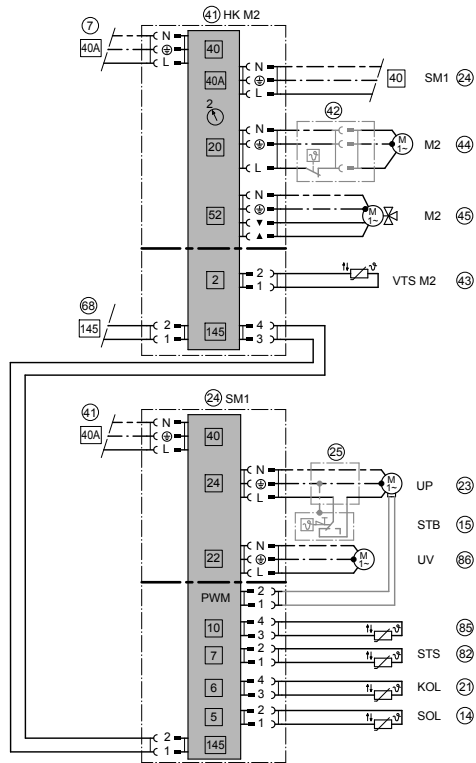 7 41 HK M2
40A N 40
L
40A N 40 SM1 24
L
2
42
20 N ϑ M 1~ M2 44
L
52 N M 1~ M2 45
▼
▲
2 2 ϑ VTS M2 43
1
68
145 2 145 4
1 3
41 24 SM1
40A N 40
L
25
24 N M 1~ UP 23
L
ϑ STB 15
22 N M 1~ UV 86
L
PWM 2
1
10 4 ϑ 85
3
7 2 ϑ STS 82
1
6 4 ϑ KOL 21
3
5 2 ϑ SOL 14
1
2 145
1